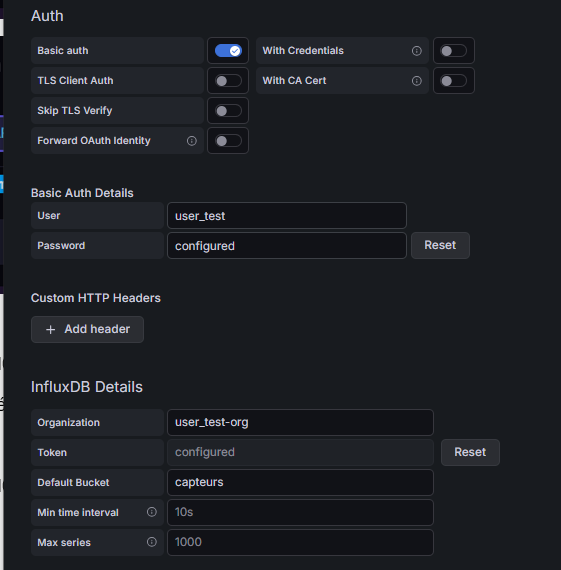 Auth
Basic auth
With Credentials
TLS Client Auth
With CA Cert
Skip TLS Verify
Forward OAuth Identity
Basic Auth Details
User user_test
Password configured Reset
Custom HTTP Headers
+ Add header
InfluxDB Details
Organization user_test-org
Token configured Reset
Default Bucket capteurs
Min time interval 10s
Max series 1000